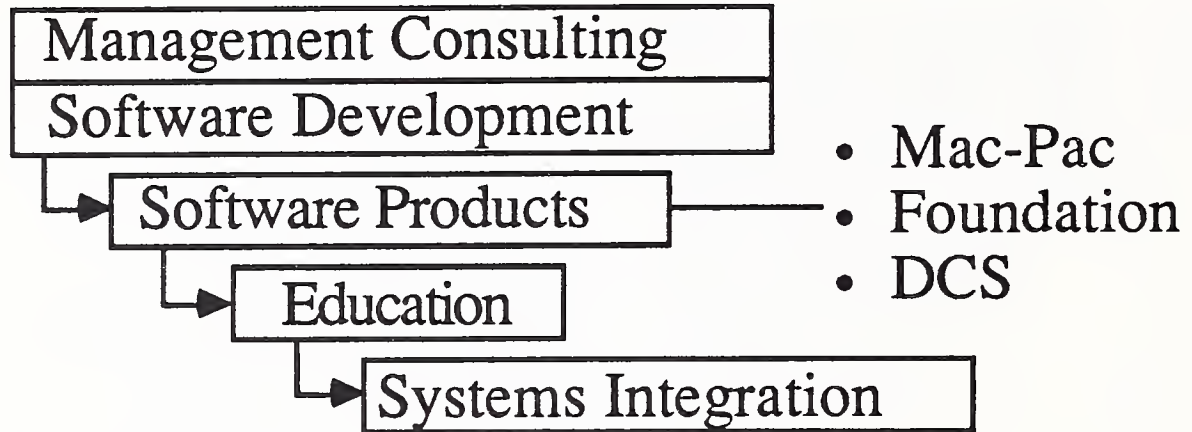 Management Consulting
Software Development
Software Products
• Mac-Pac
• Foundation
• DCS
Education
Systems Integration